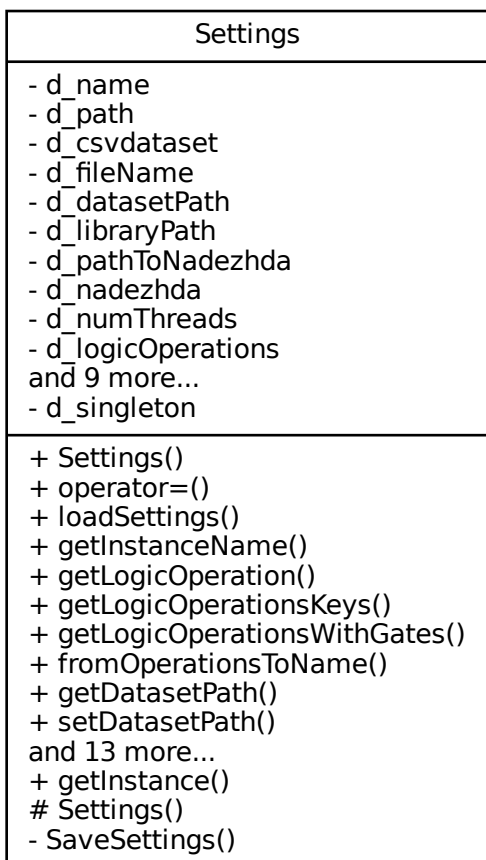 Settings
- d_name
- d_path
- d_csvdataset
- d_fileName
- d_datasetPath
- d_libraryPath
- d_pathToNadezhda
- d_nadezhda
- d_numThreads
- d_logicOperations
and 9 more...
- d_singleton
+ Settings()
+ operator=()
+ loadSettings()
+ getInstanceName()
+ getLogicOperation()
+ getLogicOperationsKeys()
+ getLogicOperationsWithGates()
+ fromOperationsToName()
+ getDatasetPath()
+ setDatasetPath()
and 13 more...
+ getInstance()
# Settings()
- SaveSettings()